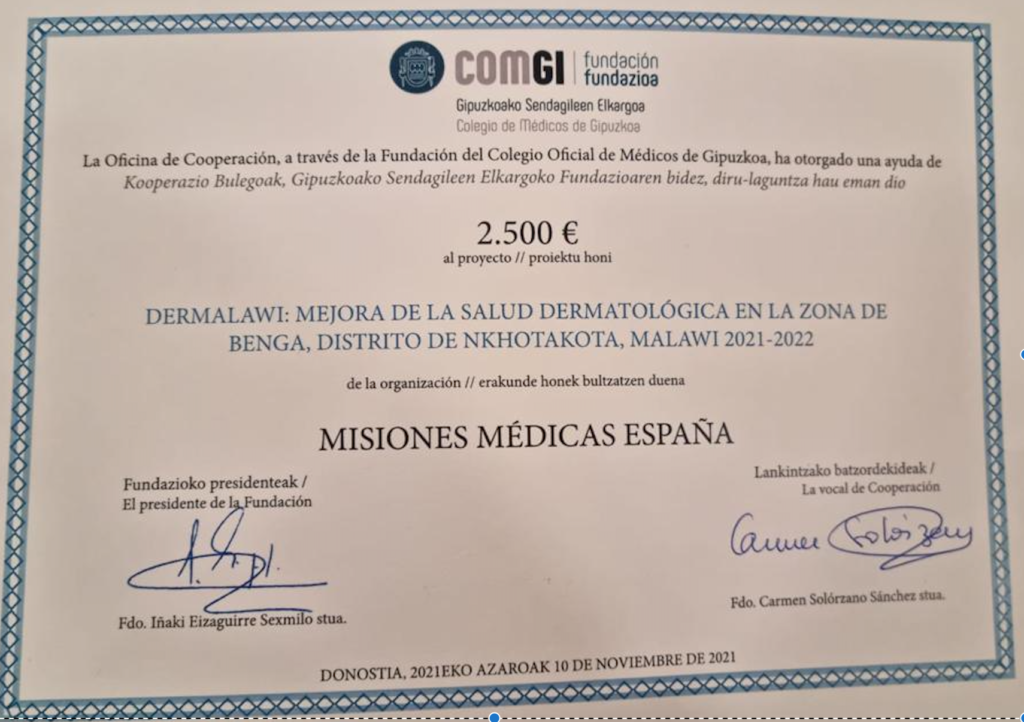 COMGI fundación
fundazioa
Gipuzkoako Sendagileen Elkargoa
Colegio de Médicos de Gipuzkoa
La Oficina de Cooperación, a través de la Fundación del Colegio Oficial de Médicos de Gipuzkoa, ha otorgado una ayuda de
Kooperazio Bulegoak, Gipuzkoako Sendagileen Elkargoko Fundazioaren bidez, diru-laguntza hau eman dio
2.500 €
al proyecto // proiektu honi
DERMALAWI: MEJORA DE LA SALUD DERMATOLÓGICA EN LA ZONA DE
BENGA, DISTRITO DE NKHOTAKOTA, MALAWI 2021-2022
de la organización // erakunde honek bultzatzen duena
MISIONES MÉDICAS ESPAÑA
Fundazioko presidenteak /
El presidente de la Fundación
Fdo. Iñaki Eizaguirre Sexmilo stua.
Lankintzako batzordekideak /
La vocal de Cooperación
Carmen Solórzano
Fdo. Carmen Solórzano Sánchez stua.
DONOSTIA, 2021EKO AZAROAK 10 DE NOVIEMBRE DE 2021